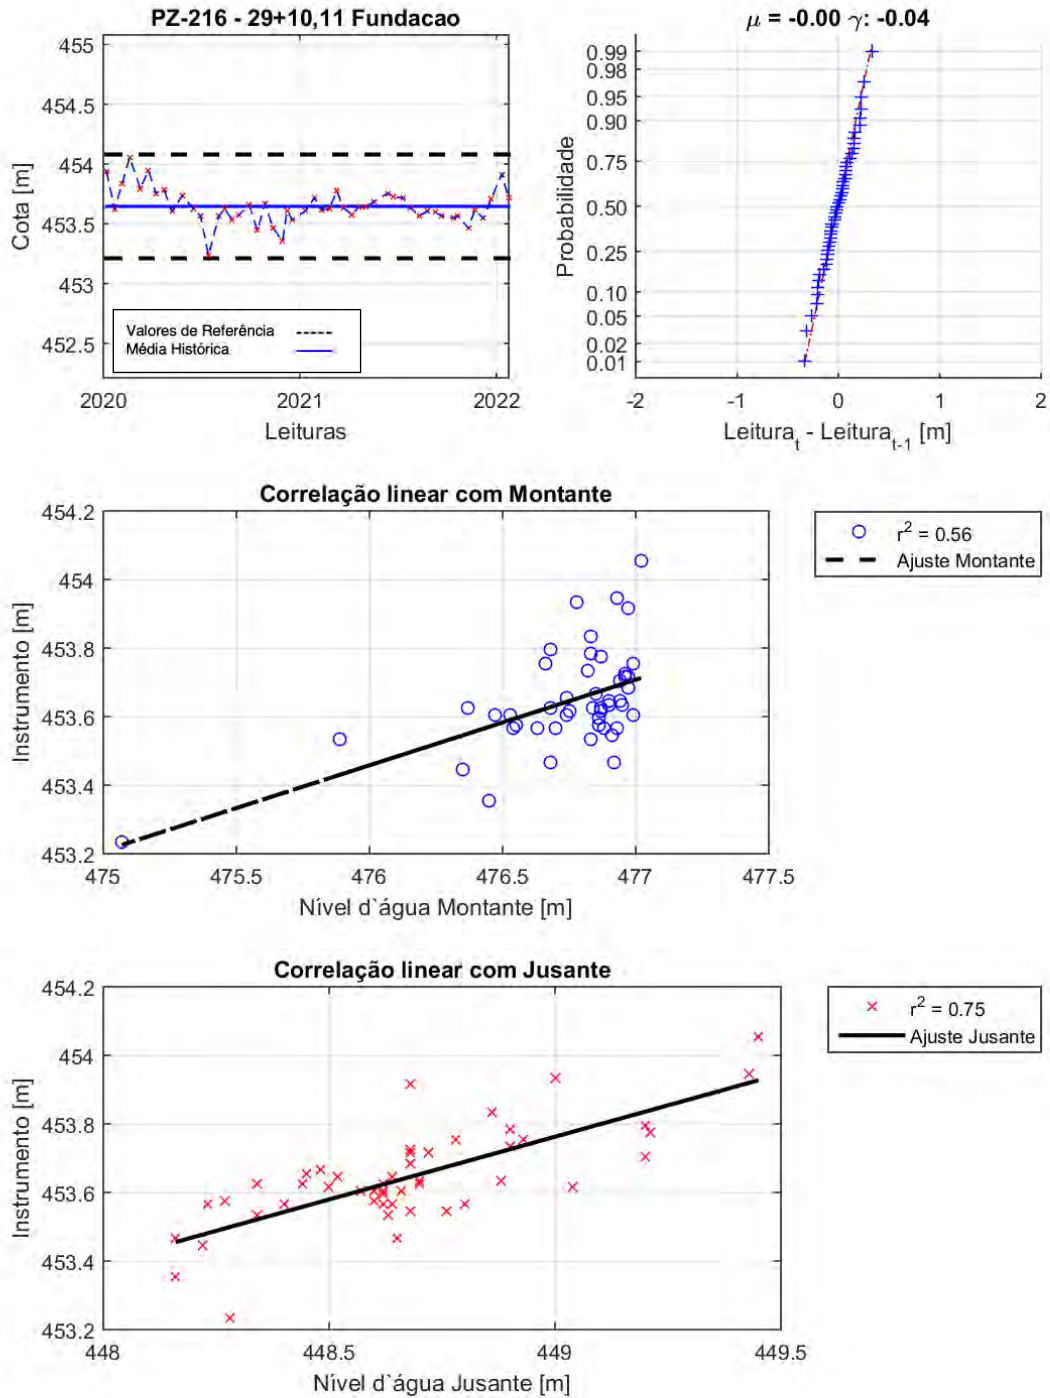 PZ-216 - 29+10,11 Fundacao
455
454.5
454
453.5
453
452.5
Cota [m]
Valores de Referência
Média Histórica
2020
2021
2022
Leituras
μ = -0.00 γ: -0.04
0.99
0.98
0.95
0.90
0.75
0.50
0.25
0.10
0.05
0.02
0.01
Probabilidade
-2
-1
0
1
2
Leitura_t - Leitura_t-1 [m]
Correlação linear com Montante
454.2
454
453.8
453.6
453.4
453.2
Instrumento [m]
475
475.5
476
476.5
477
477.5
Nível d`água Montante [m]
r² = 0.56
Ajuste Montante
Correlação linear com Jusante
454.2
454
453.8
453.6
453.4
453.2
Instrumento [m]
448
448.5
449
449.5
Nível d`água Jusante [m]
r² = 0.75
Ajuste Jusante